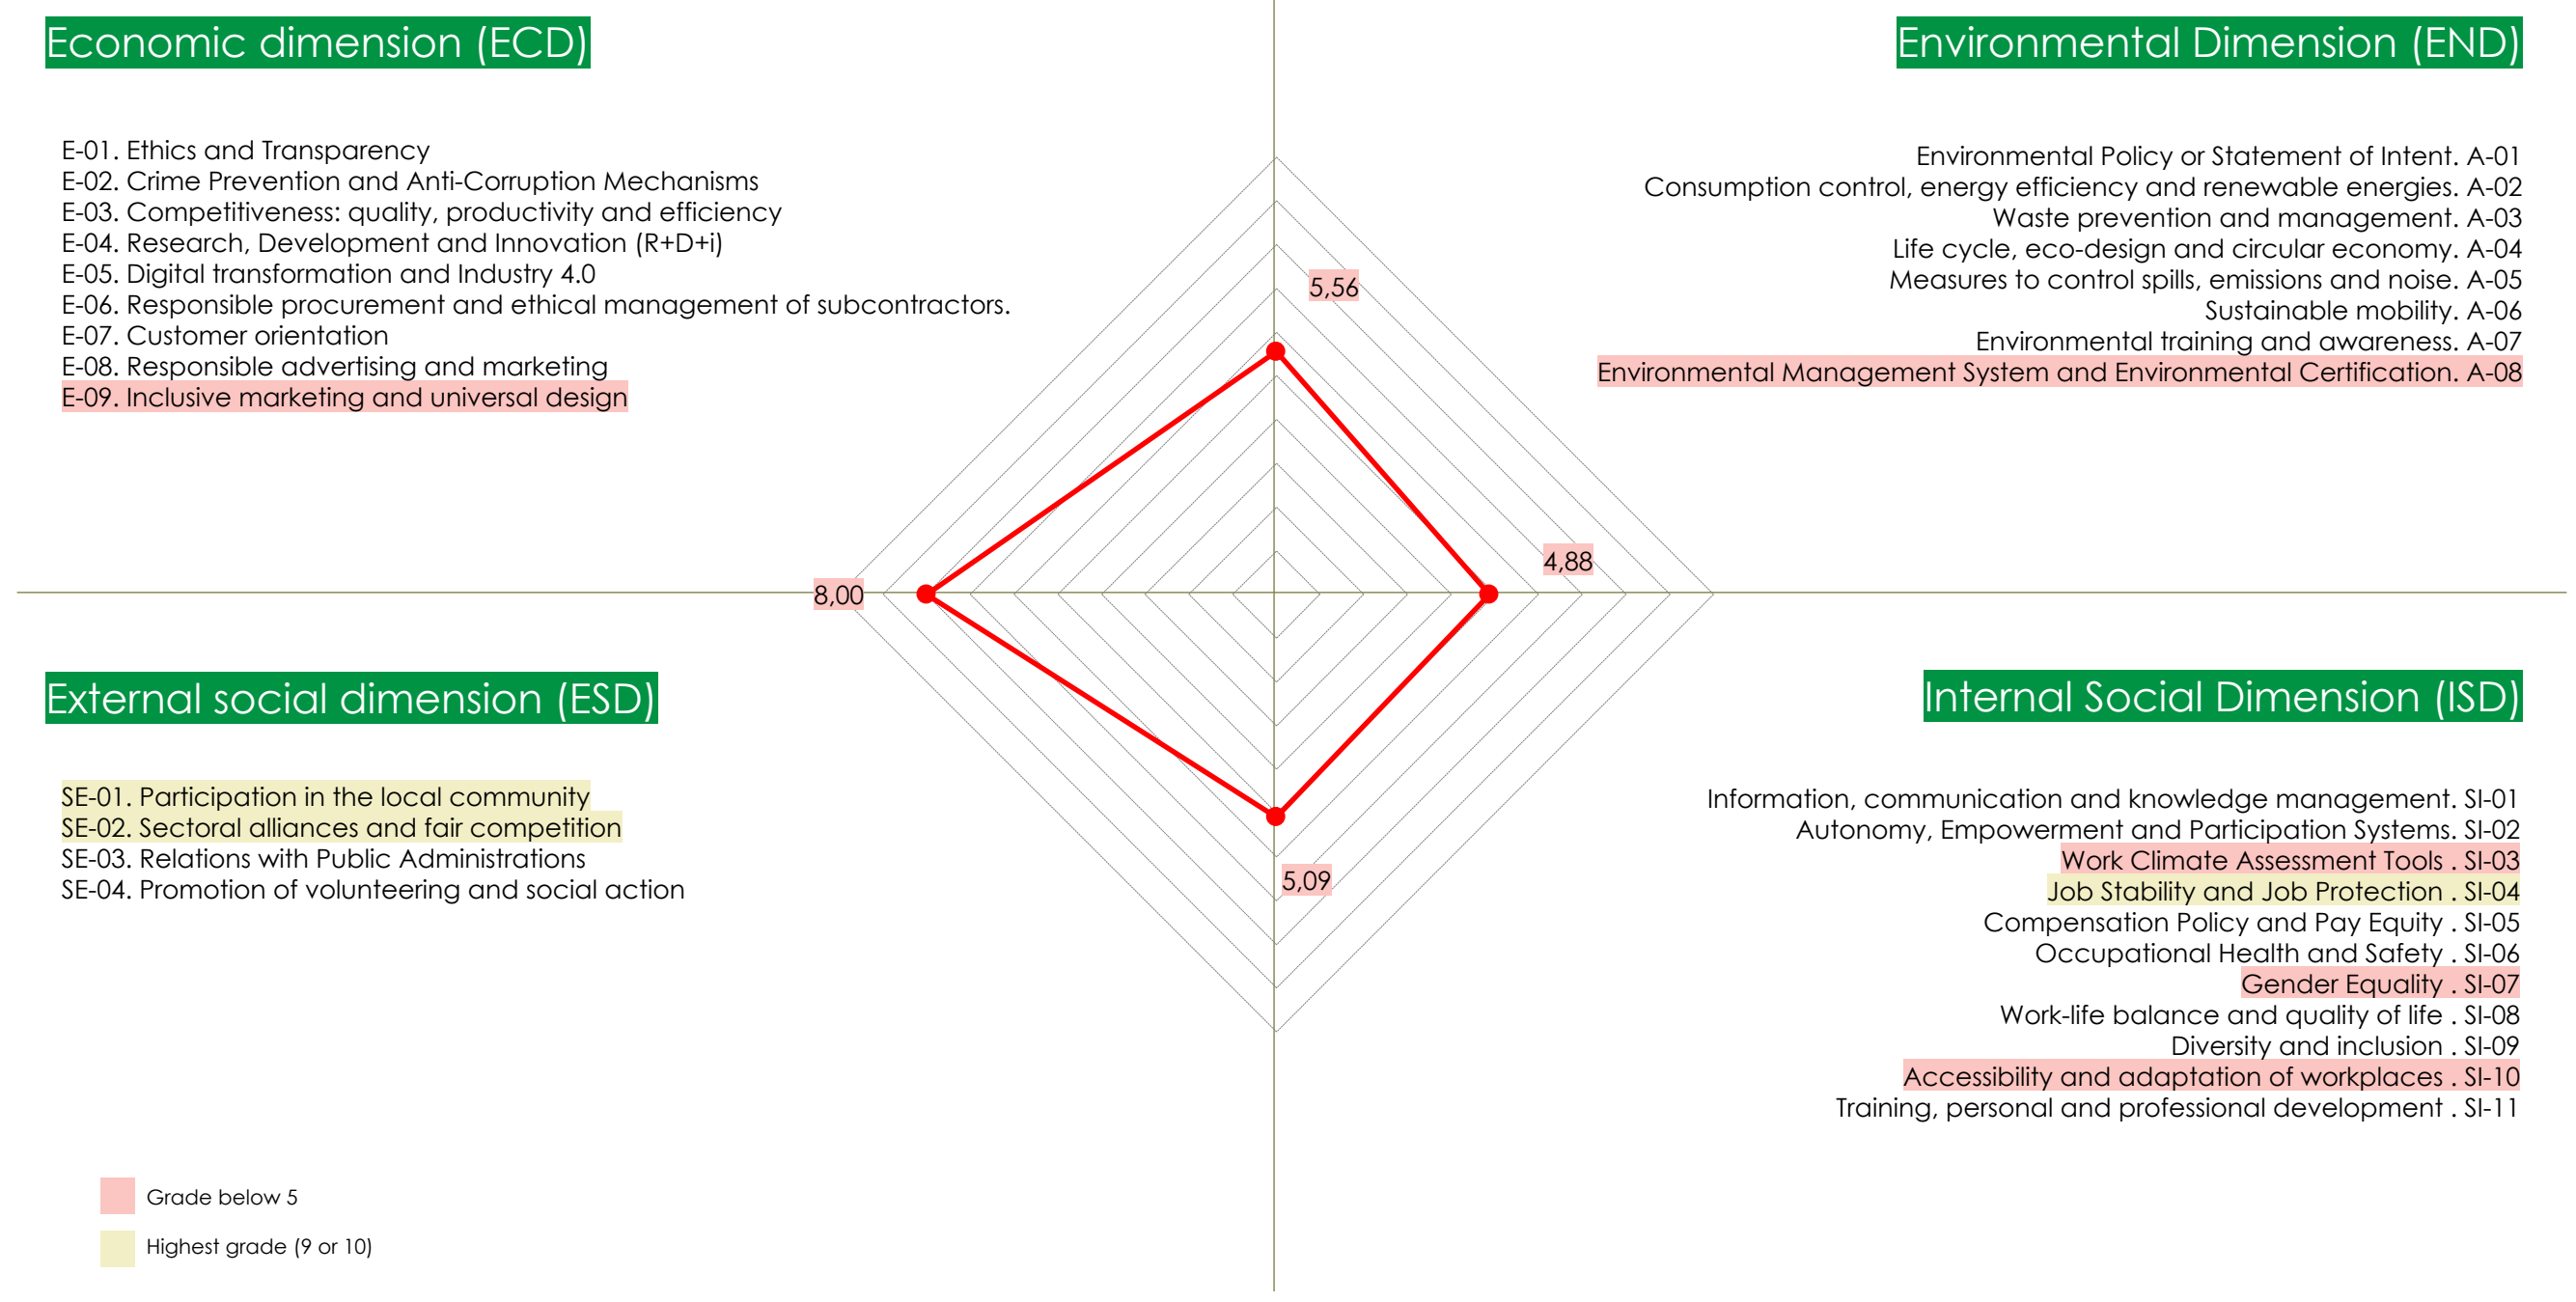 Economic dimension (ECD)
E-01. Ethics and Transparency
E-02. Crime Prevention and Anti-Corruption Mechanisms
E-03. Competitiveness: quality, productivity and efficiency
E-04. Research, Development and Innovation (R+D+i)
E-05. Digital transformation and Industry 4.0
E-06. Responsible procurement and ethical management of subcontractors.
E-07. Customer orientation
E-08. Responsible advertising and marketing
E-09. Inclusive marketing and universal design
Environmental Dimension (END)
Environmental Policy or Statement of Intent. A-01
Consumption control, energy efficiency and renewable energies. A-02
Waste prevention and management. A-03
Life cycle, eco-design and circular economy. A-04
Measures to control spills, emissions and noise. A-05
Sustainable mobility. A-06
Environmental training and awareness. A-07
Environmental Management System and Environmental Certification. A-08
5,56
4,88
8,00
5,09
External social dimension (ESD)
SE-01. Participation in the local community
SE-02. Sectoral alliances and fair competition
SE-03. Relations with Public Administrations
SE-04. Promotion of volunteering and social action
Internal Social Dimension (ISD)
Information, communication and knowledge management. SI-01
Autonomy, Empowerment and Participation Systems. SI-02
Work Climate Assessment Tools . SI-03
Job Stability and Job Protection . SI-04
Compensation Policy and Pay Equity . SI-05
Occupational Health and Safety . SI-06
Gender Equality . SI-07
Work-life balance and quality of life . SI-08
Diversity and inclusion . SI-09
Accessibility and adaptation of workplaces . SI-10
Training, personal and professional development . SI-11
Grade below 5
Highest grade (9 or 10)